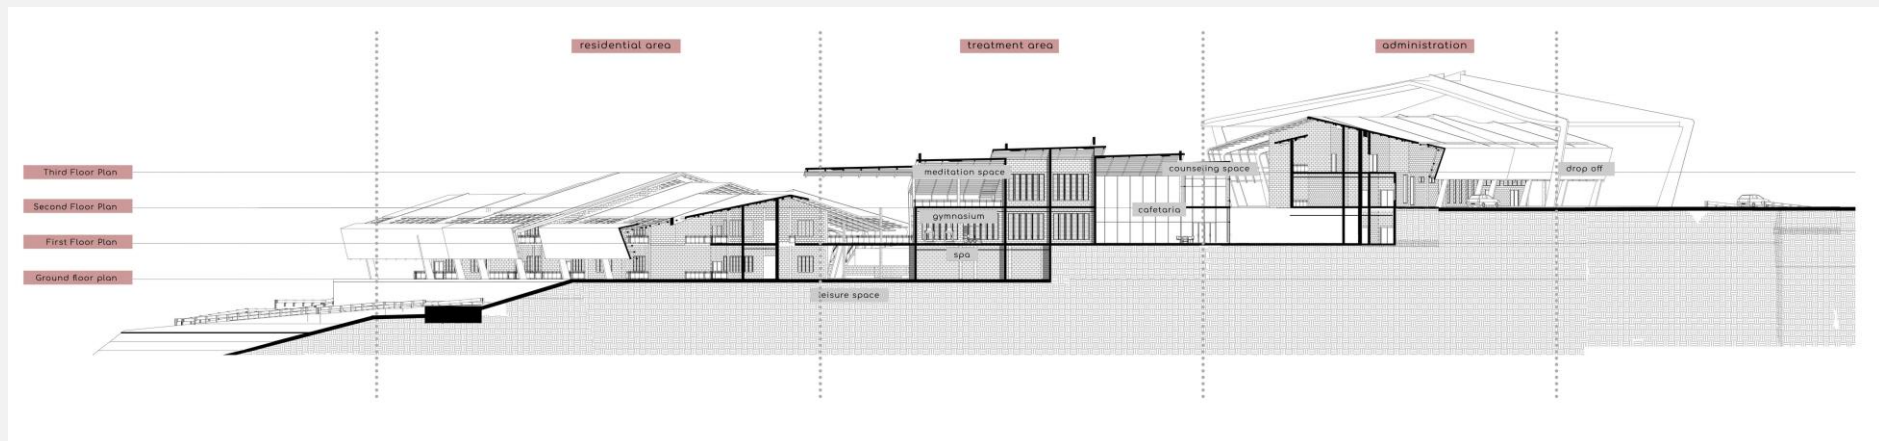 residential area
treatment area
administration
Third Floor Plan
Second Floor Plan
First Floor Plan
Ground floor plan
meditation space
counseling space
drop off
gymnasium
cafetaria
spa
leisure space